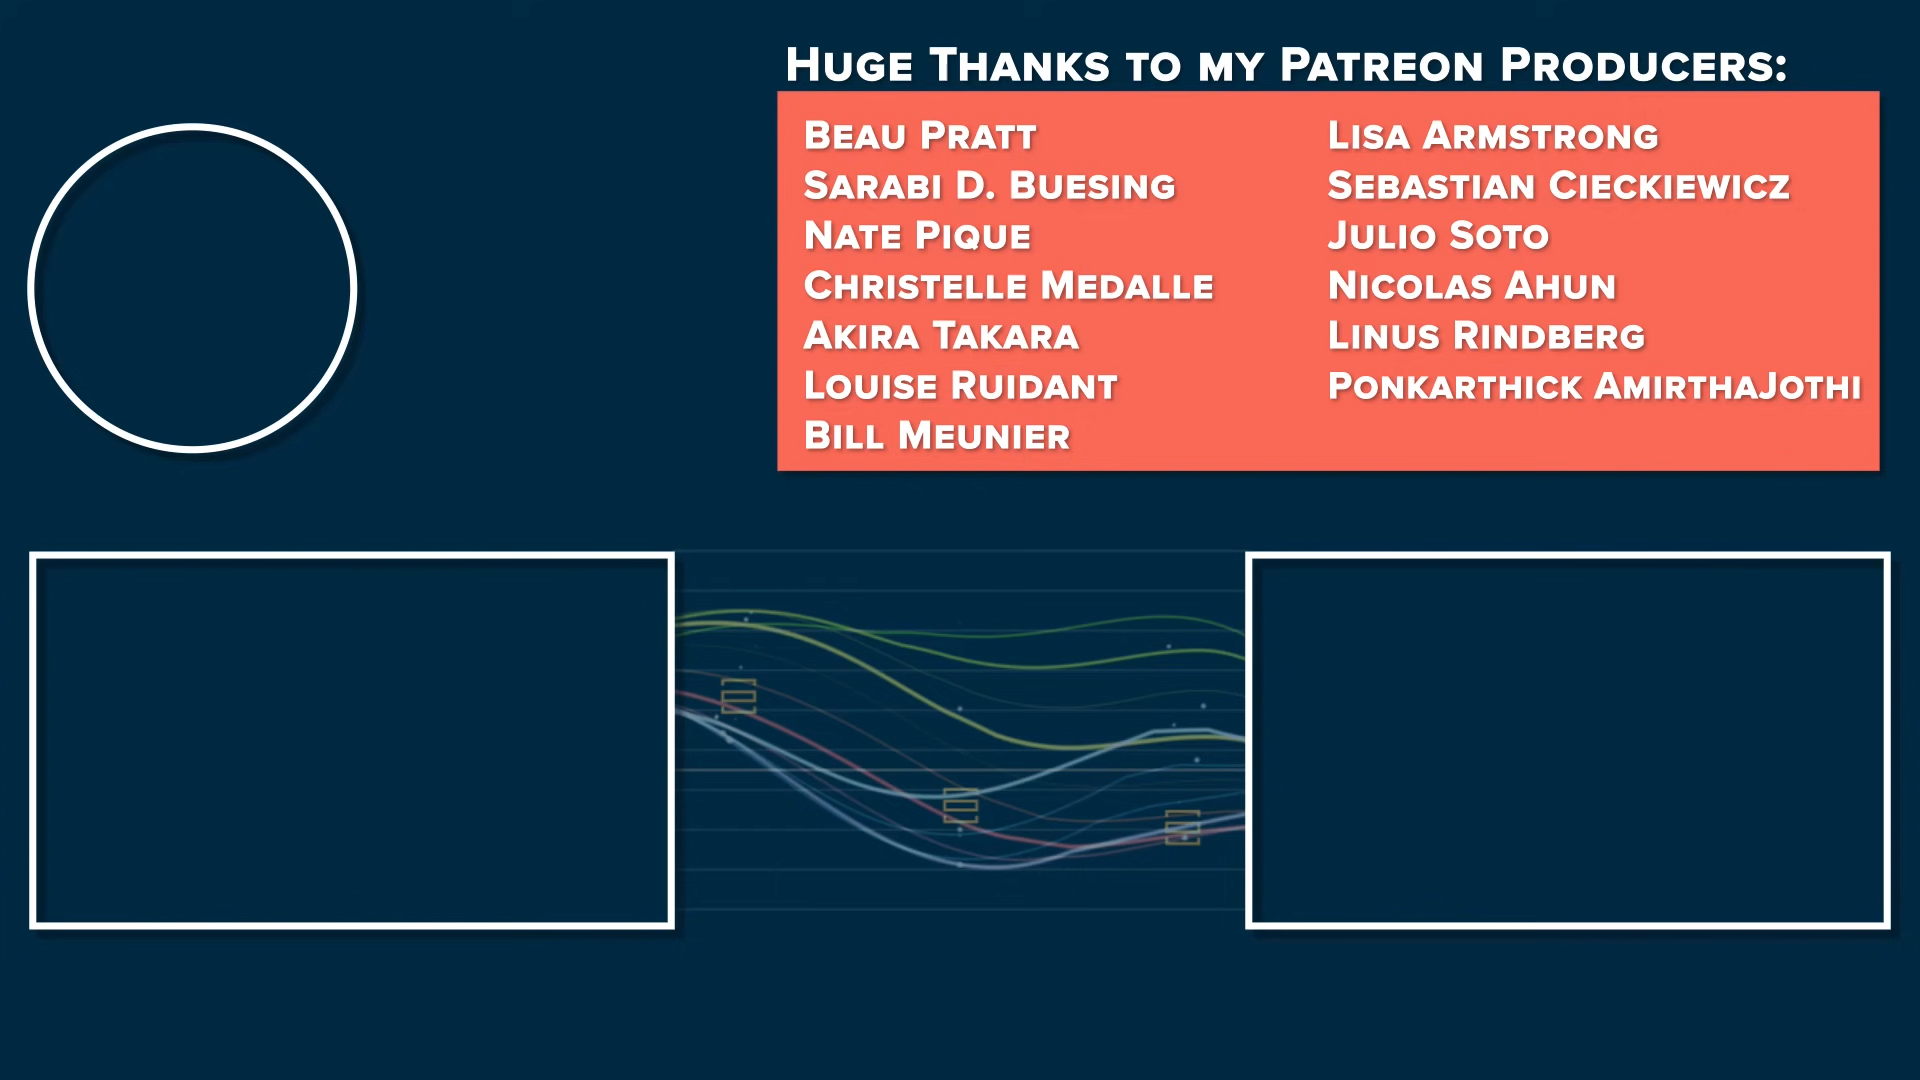 Huge Thanks to my Patreon Producers:
Beau Pratt
Sarabi D. Buesing
Nate Pique
Christelle Medalle
Akira Takara
Louise Ruidant
Bill Meunier
Lisa Armstrong
Sebastian Cieckiewicz
Julio Soto
Nicolas Ahun
Linus Rindberg
Ponkarthick AmirthaJothi